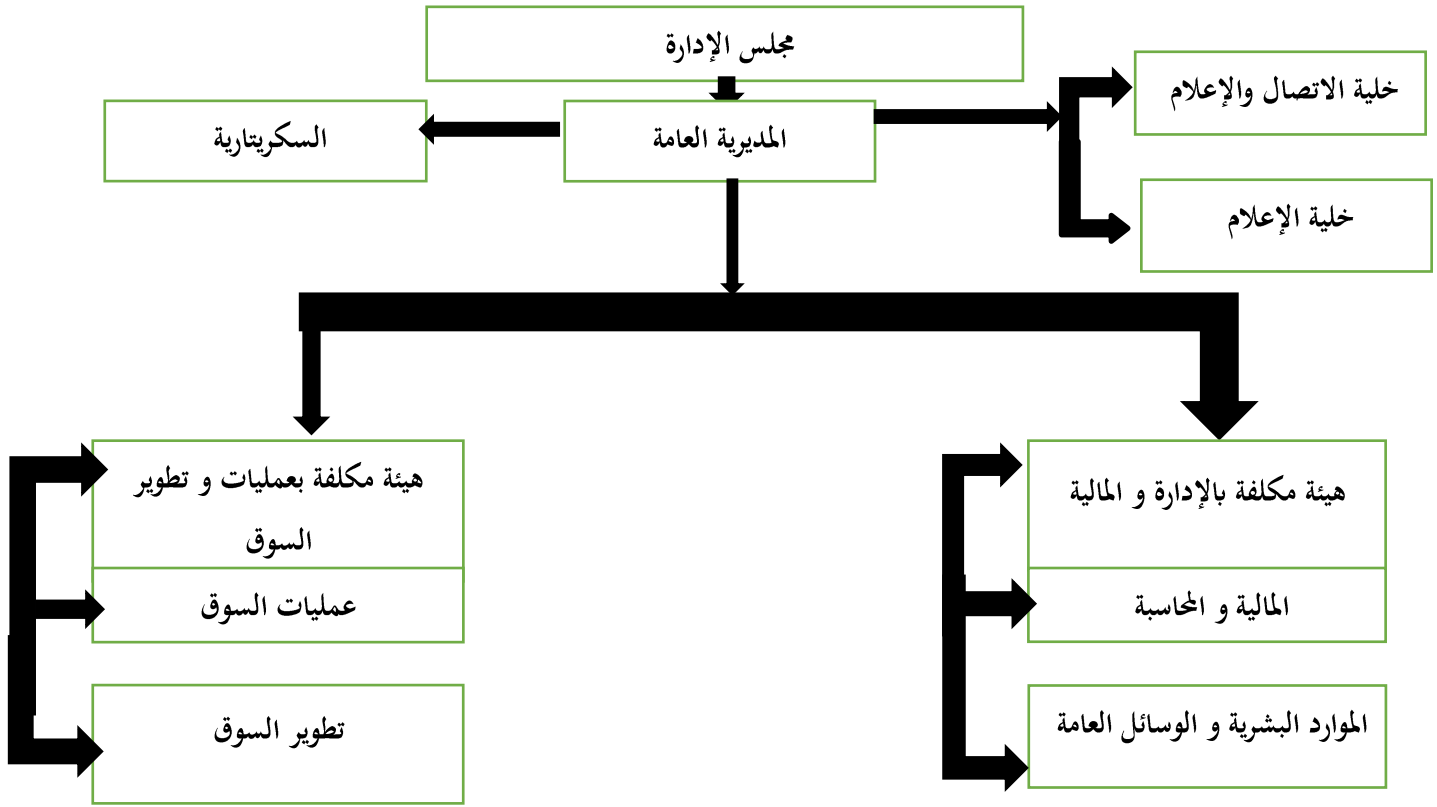 مجلس الإدارة
خلية الاتصال والإعلام
المديرية العامة
السكريتارية
خلية الإعلام
هيئة مكلفة بالإدارة و المالية
المالية و المحاسبة
الموارد البشرية و الوسائل العامة
هيئة مكلفة بعمليات و تطوير
السوق
عمليات السوق
تطوير السوق